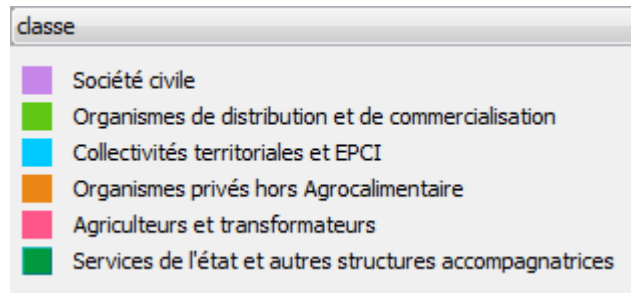 classe
Société civile
Organismes de distribution et de commercialisation
Collectivités territoriales et EPCI
Organismes privés hors Agrocalimentaire
Agriculteurs et transformateurs
Services de l'état et autres structures accompagnatrices